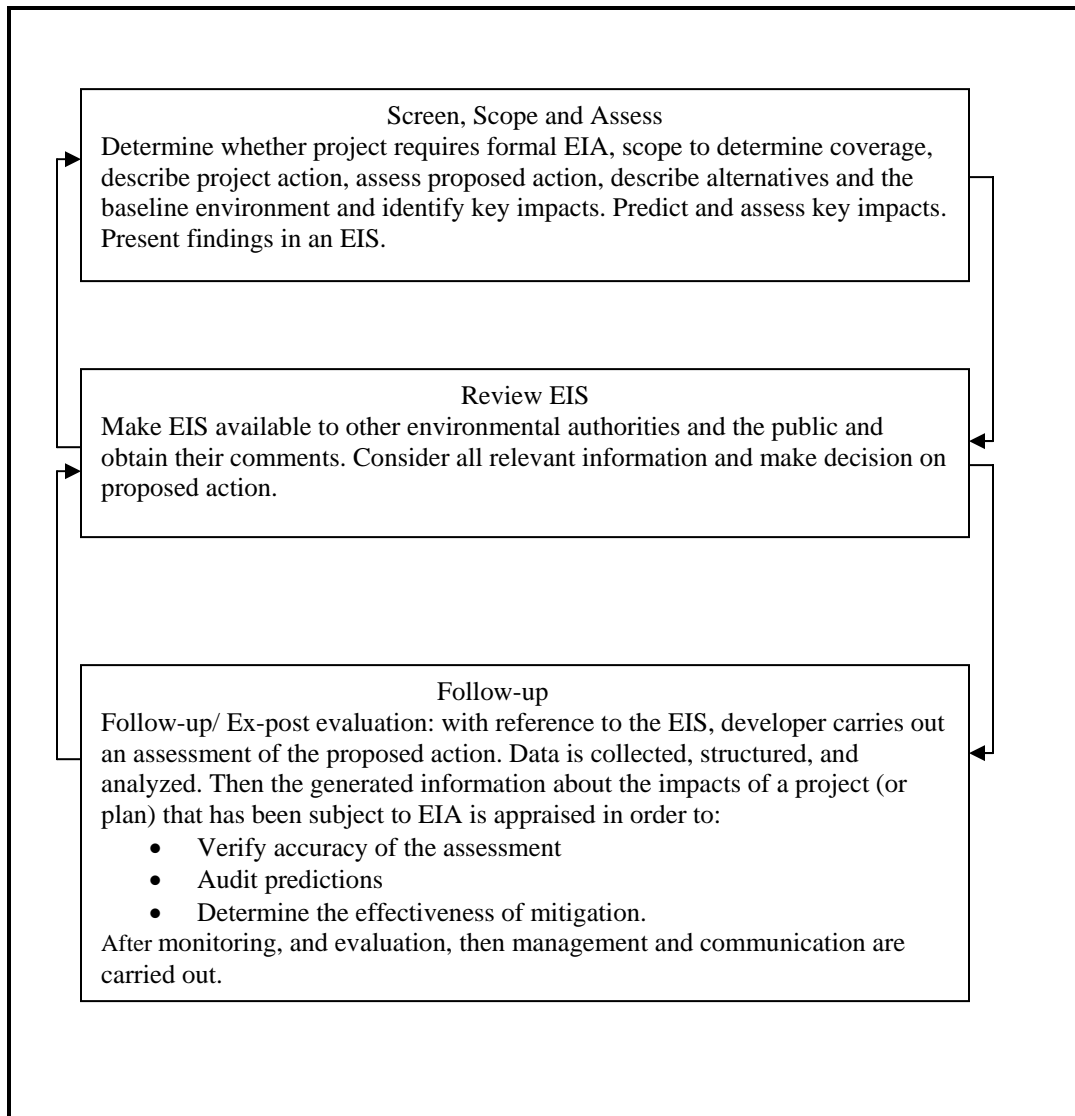 Screen, Scope and Assess
Determine whether project requires formal EIA, scope to determine coverage,
describe project action, assess proposed action, describe alternatives and the
baseline environment and identify key impacts. Predict and assess key impacts.
Present findings in an EIS.
Review EIS
Make EIS available to other environmental authorities and the public and
obtain their comments. Consider all relevant information and make decision on
proposed action.
Follow-up
Follow-up/ Ex-post evaluation: with reference to the EIS, developer carries out
an assessment of the proposed action. Data is collected, structured, and
analyzed. Then the generated information about the impacts of a project (or
plan) that has been subject to EIA is appraised in order to:
• Verify accuracy of the assessment
• Audit predictions
• Determine the effectiveness of mitigation.
After monitoring, and evaluation, then management and communication are
carried out.